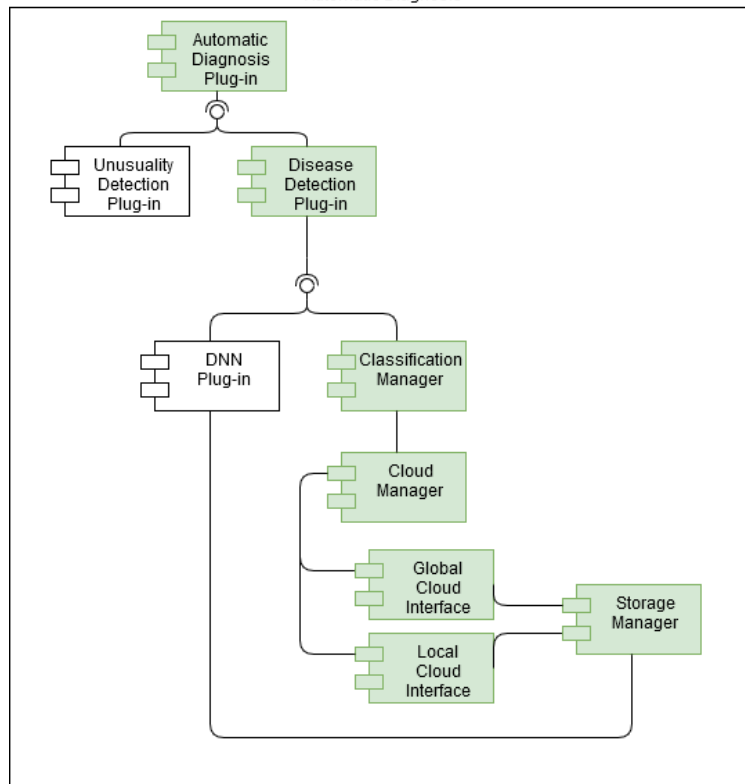 Automatic
Diagnosis
Plug-in
Unusuality
Detection
Plug-in
Disease
Detection
Plug-in
DNN
Plug-in
Classification
Manager
Cloud
Manager
Global
Cloud
Interface
Storage
Manager
Local
Cloud
Interface